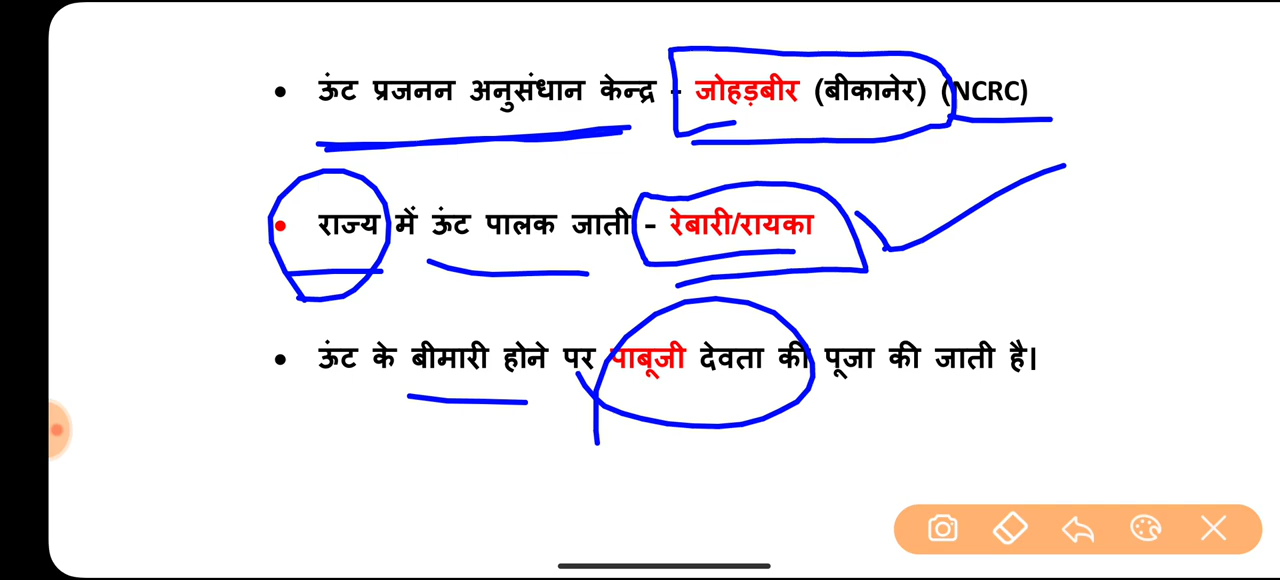 • ऊंट प्रजनन अनुसंधान केन्द्र - जोहड़बीर (बीकानेर) (NCRC)
• राज्य में ऊंट पालक जाती – रेबारी/रायका
• ऊंट के बीमारी होने पर पाबूजी देवता की पूजा की जाती है।